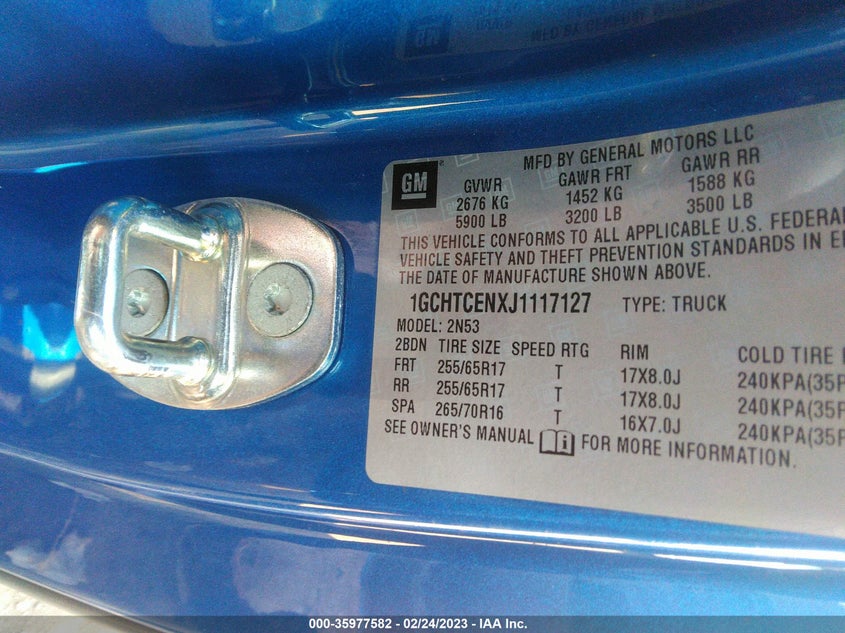 MFD BY GENERAL MOTORS LLC
GM GVWR GAWR FRT GAWR RR
2676 KG 1452 KG 1588 KG
5900 LB 3200 LB 3500 LB
THIS VEHICLE CONFORMS TO ALL APPLICABLE U.S. FEDERAL
VEHICLE SAFETY AND THEFT PREVENTION STANDARDS IN
THE DATE OF MANUFACTURE SHOWN ABOVE.
1GCHTCENXJ1117127 TYPE: TRUCK
MODEL: 2N53
2BDN TIRE SIZE SPEED RTG RIM COLD TIRE
FRT 255/65R17 T 17X8.0J 240KPA(35P
RR 255/65R17 T 17X8.0J 240KPA(35P
SPA 265/70R16 T 16X7.0J 240KPA(35P
SEE OWNER'S MANUAL i FOR MORE INFORMATION.
000-35977582 / 02/24/2023 - IAA Inc.